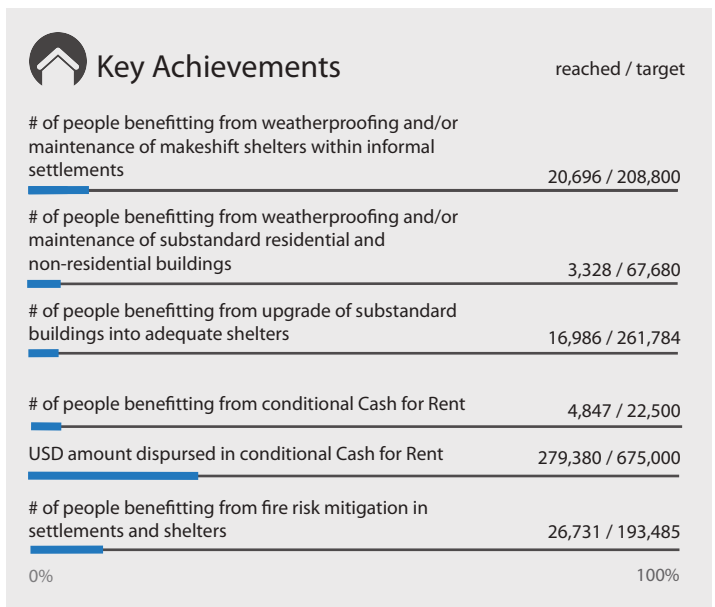 Key Achievements
reached / target
# of people benefitting from weatherproofing and/or
maintenance of makeshift shelters within informal
settlements
20,696 / 208,800
# of people benefitting from weatherproofing and/or
maintenance of substandard residential and
non-residential buildings
3,328 / 67,680
# of people benefitting from upgrade of substandard
buildings into adequate shelters
16,986 / 261,784
# of people benefitting from conditional Cash for Rent
4,847 / 22,500
USD amount dispursed in conditional Cash for Rent
279,380 / 675,000
# of people benefitting from fire risk mitigation in
settlements and shelters
26,731 / 193,485
0%
100%